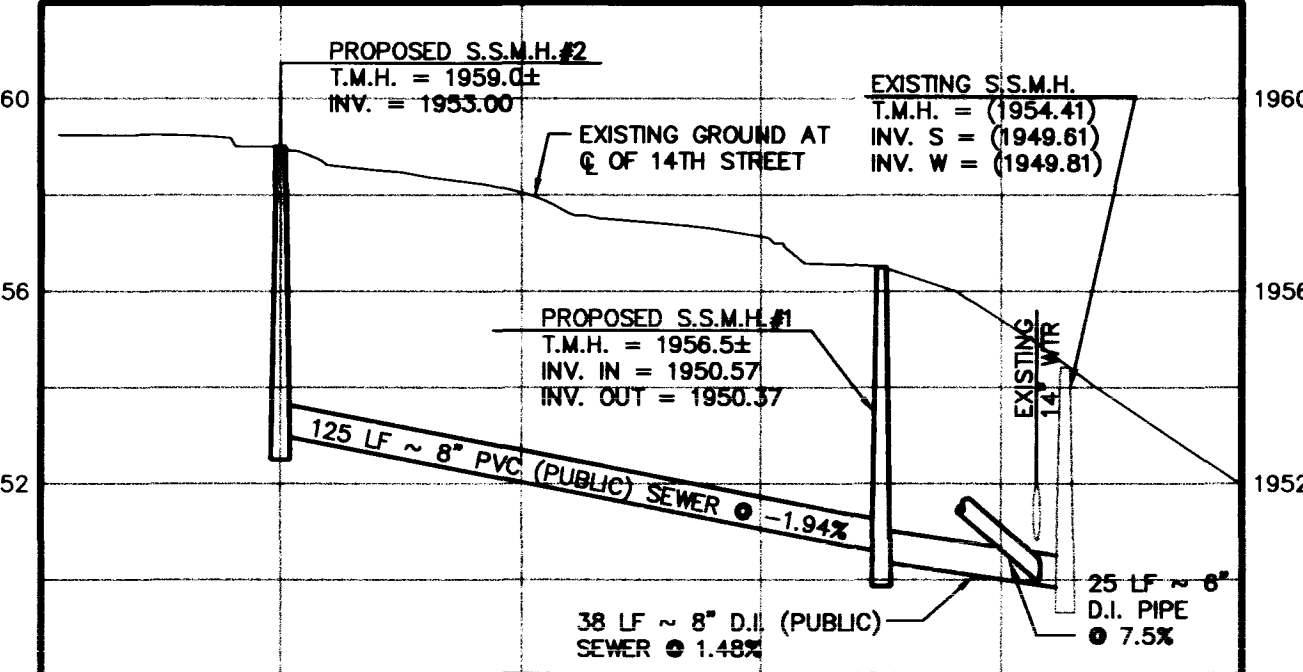 PROPOSED S.S.M.H.#2
T.M.H. = 1959.0±
INV. = 1953.00
EXISTING S.S.M.H.
T.M.H. = (1954.41)
INV. S = (1949.61)
INV. W = (1949.81)
60
1960
EXISTING GROUND AT
℄ OF 14TH STREET
56
1956
PROPOSED S.S.M.H.#1
T.M.H. = 1956.5±
INV. IN = 1950.57
INV. OUT = 1950.37
EXISTING
14" WTR
125 LF ~ 8" PVC (PUBLIC) SEWER @ -1.94%
52
1952
25 LF ~ 6"
D.I. PIPE
@ 7.5%
38 LF ~ 8" D.I. (PUBLIC)
SEWER @ 1.48%